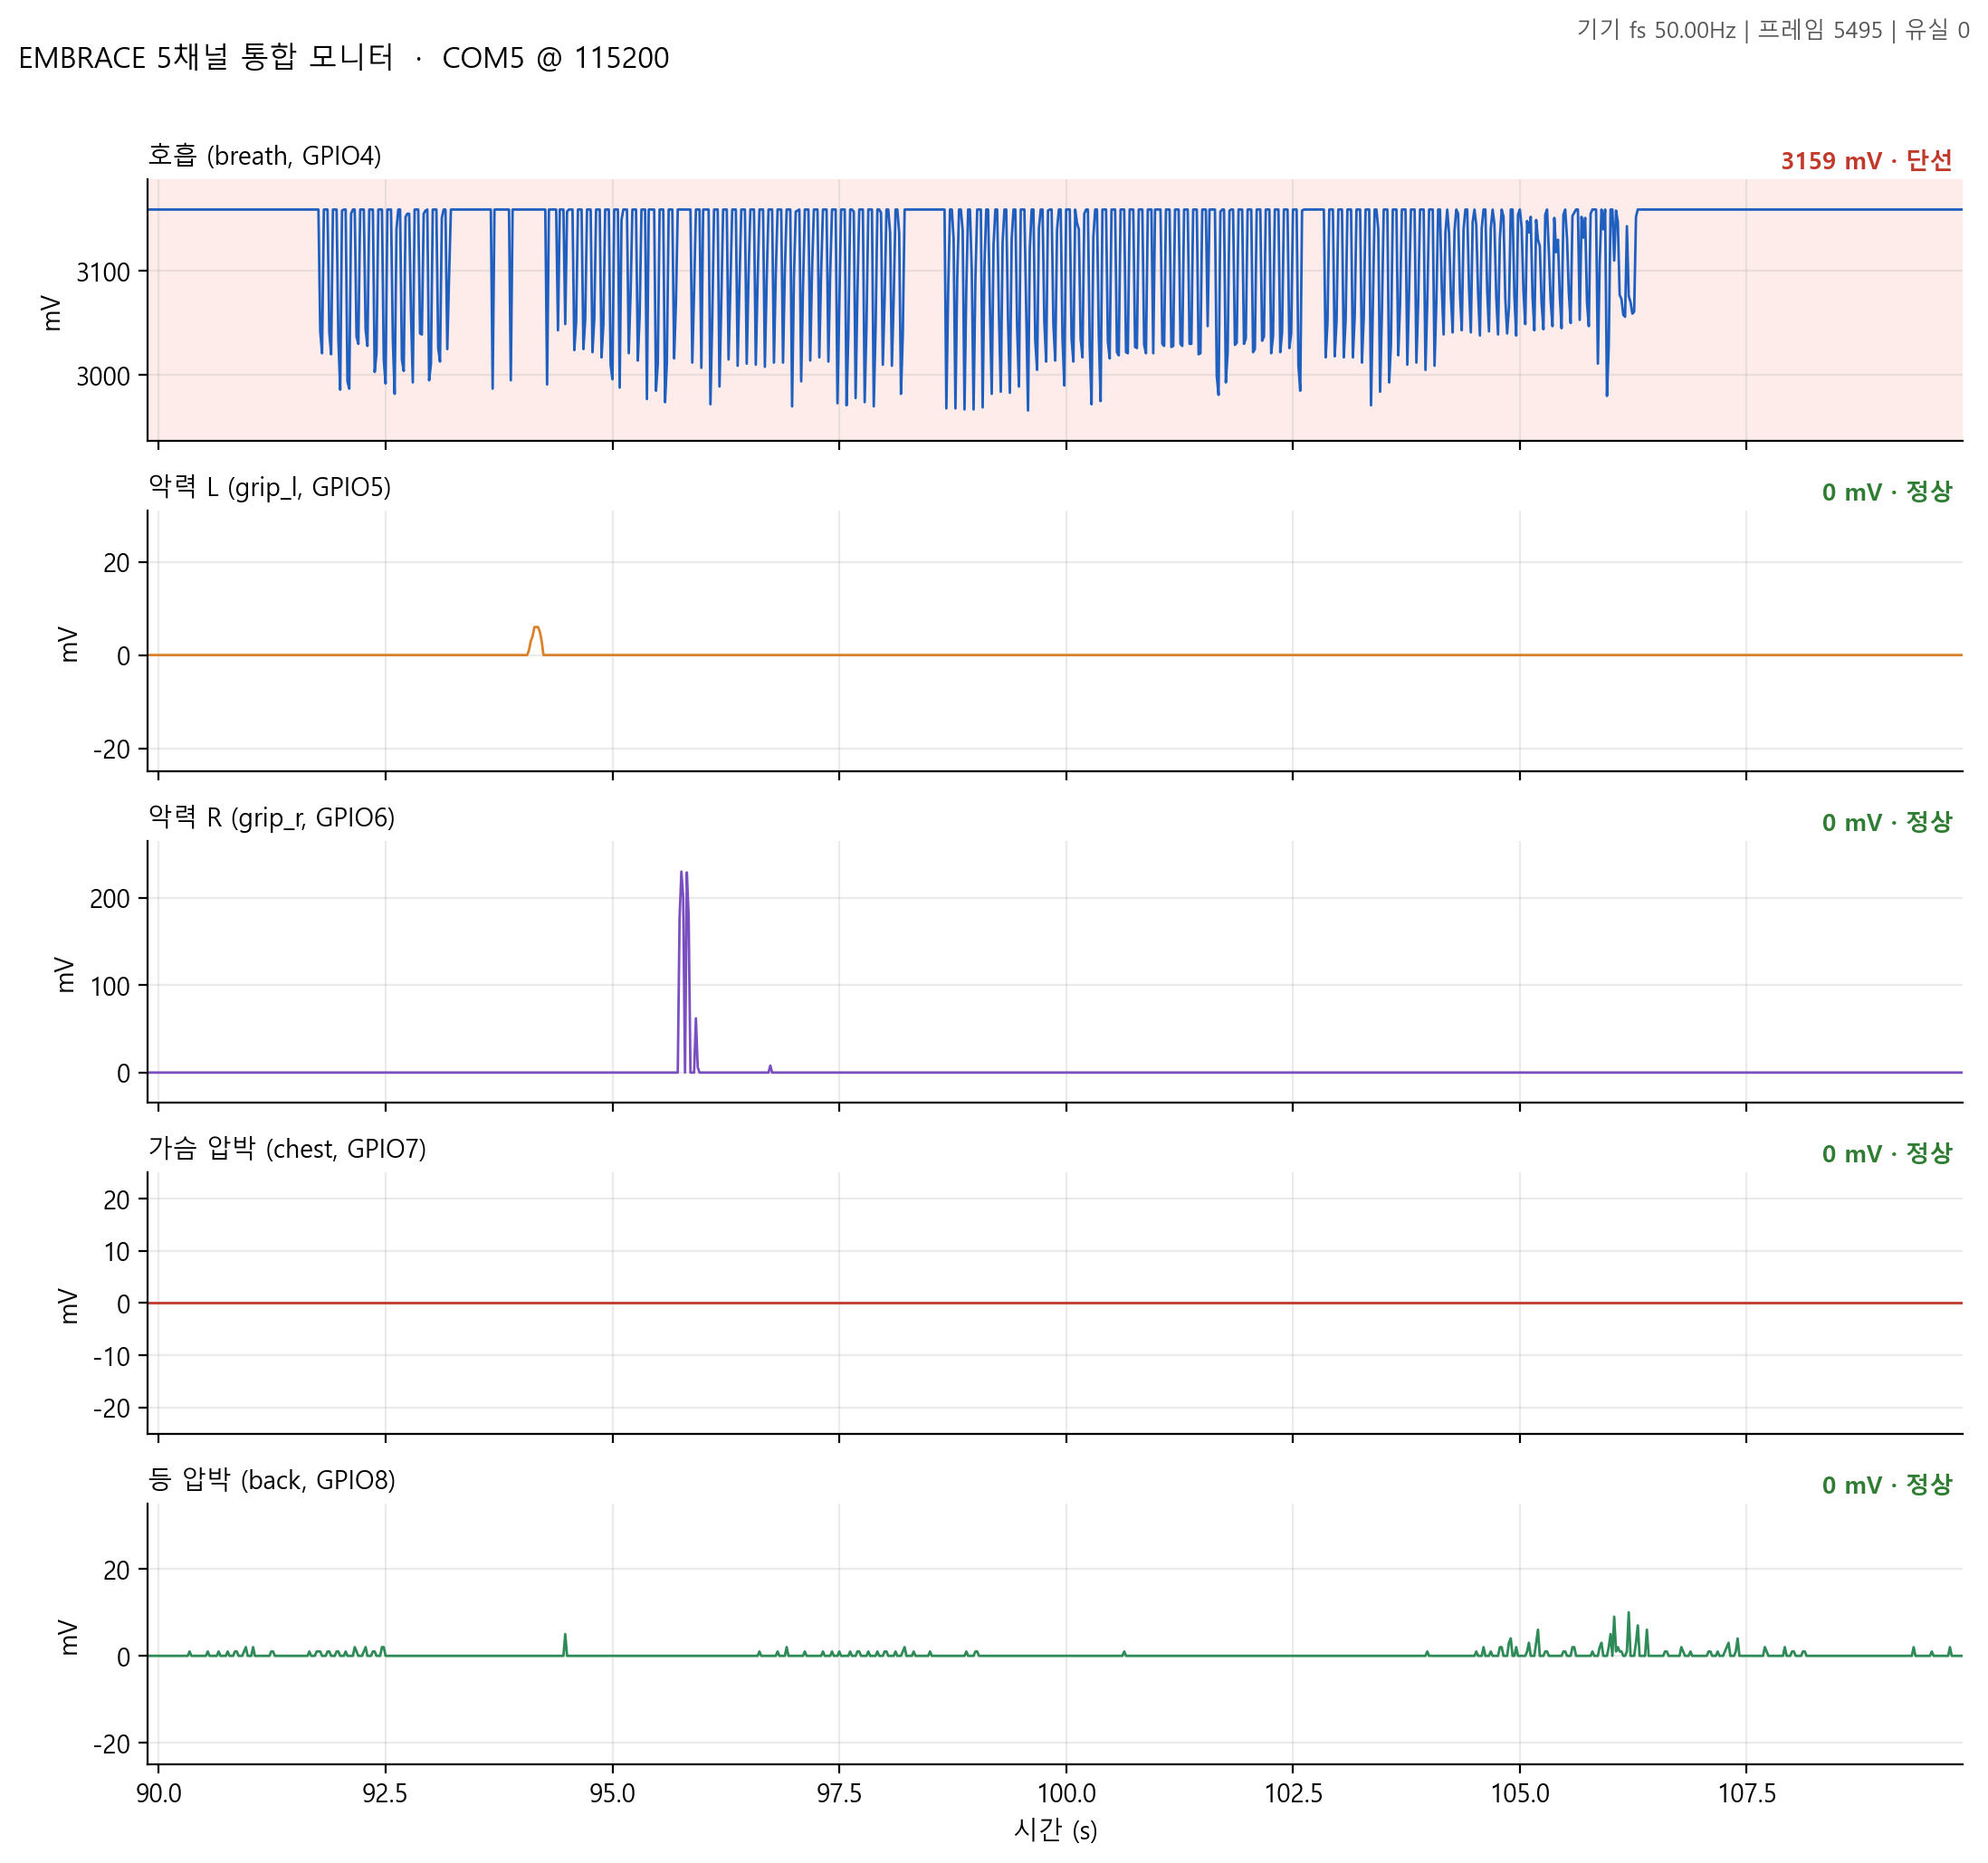 기기 fs 50.00Hz | 프레임 5495 | 유실 0
EMBRACE 5채널 통합 모니터 · COM5 @ 115200
호흡 (breath, GPIO4)
3159 mV · 단선
3100
3000
mV
악력 L (grip_l, GPIO5)
0 mV · 정상
20
0
-20
mV
악력 R (grip_r, GPIO6)
0 mV · 정상
200
100
0
mV
가슴 압박 (chest, GPIO7)
0 mV · 정상
20
10
0
-10
-20
mV
등 압박 (back, GPIO8)
0 mV · 정상
20
0
-20
mV
90.0 92.5 95.0 97.5 100.0 102.5 105.0 107.5
시간 (s)